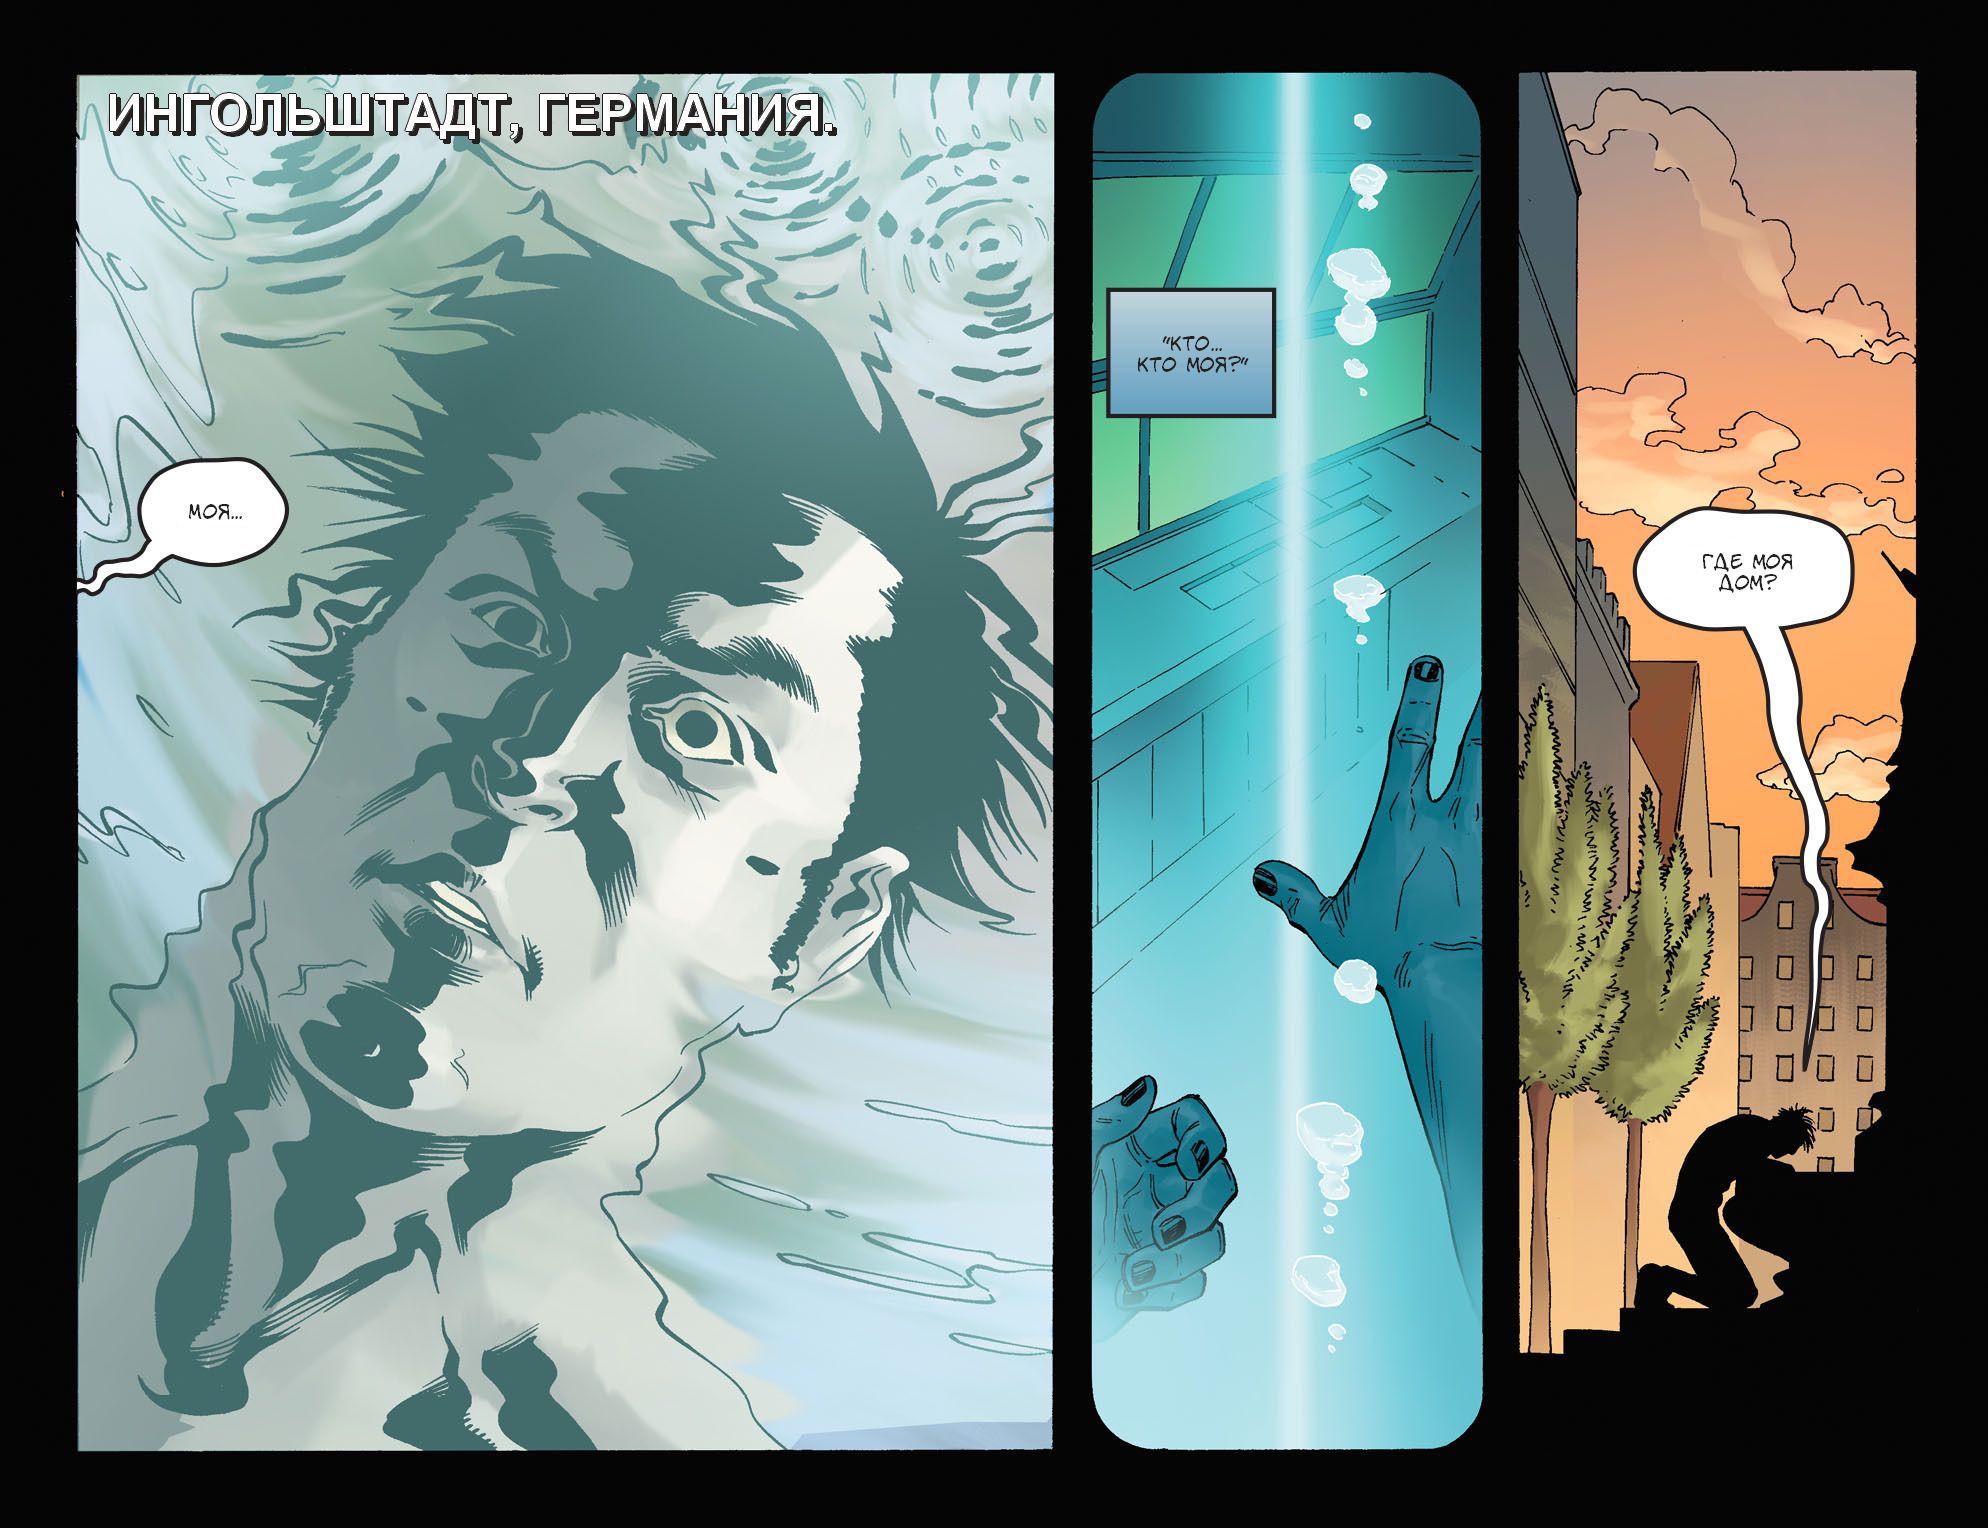 ИНГОЛЬШТАДТ, ГЕРМАНИЯ.
МОЯ...
"КТО...
КТО МОЯ?"
ГДЕ МОЯ
ДОМ?